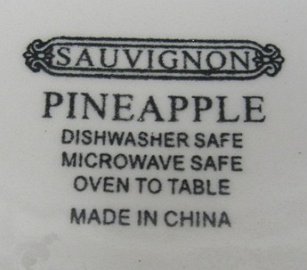 SAUVIGNON
PINEAPPLE
DISHWASHER SAFE
MICROWAVE SAFE
OVEN TO TABLE
MADE IN CHINA